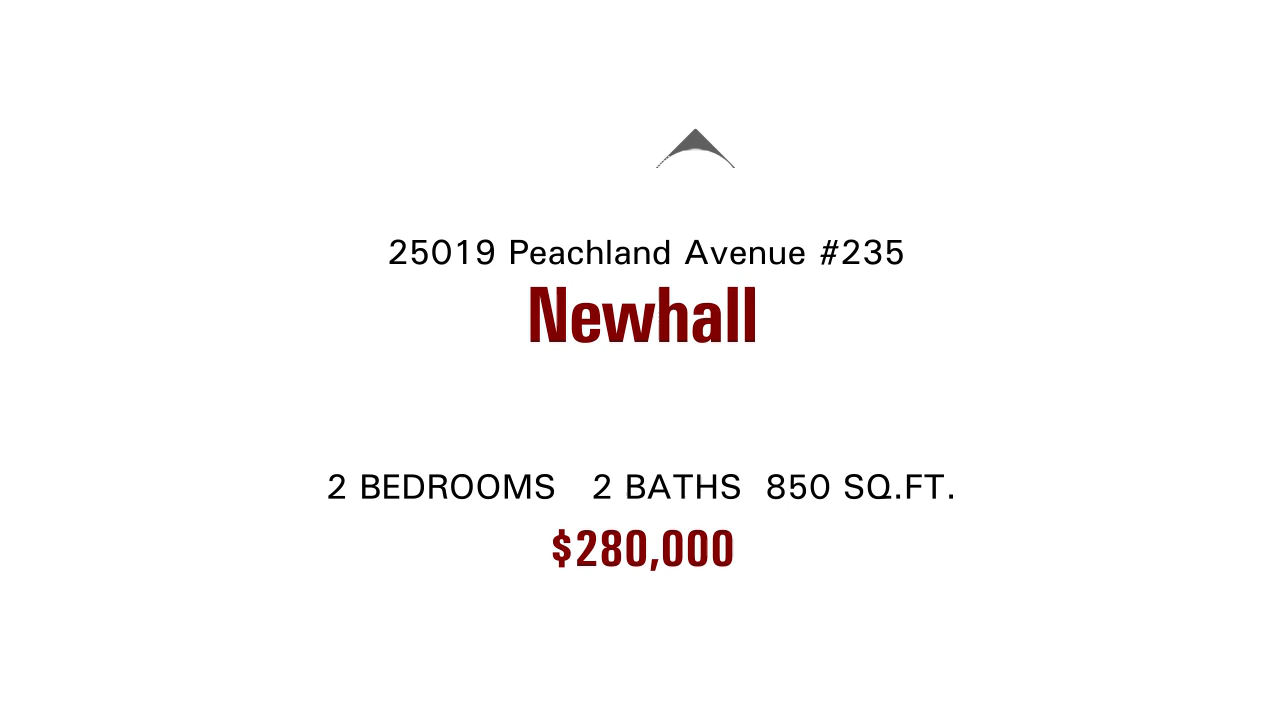 25019 Peachland Avenue #235
Newhall
2 BEDROOMS 2 BATHS 850 SQ.FT.
$280,000